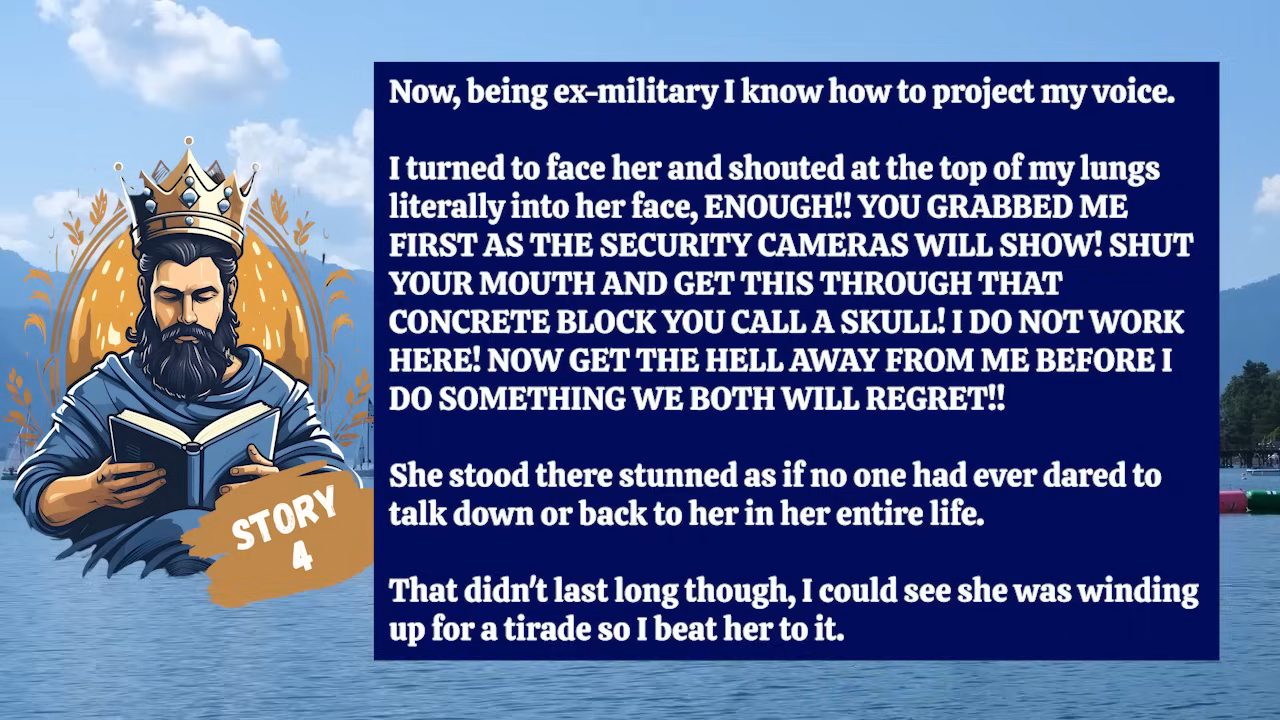 Now, being ex-military I know how to project my voice.
I turned to face her and shouted at the top of my lungs
literally into her face, ENOUGH!! YOU GRABBED ME
FIRST AS THE SECURITY CAMERAS WILL SHOW! SHUT
YOUR MOUTH AND GET THIS THROUGH THAT
CONCRETE BLOCK YOU CALL A SKULL! I DO NOT WORK
HERE! NOW GET THE HELL AWAY FROM ME BEFORE I
DO SOMETHING WE BOTH WILL REGRET!!
She stood there stunned as if no one had ever dared to
talk down or back to her in her entire life.
That didn't last long though, I could see she was winding
up for a tirade so I beat her to it.
STORY
4